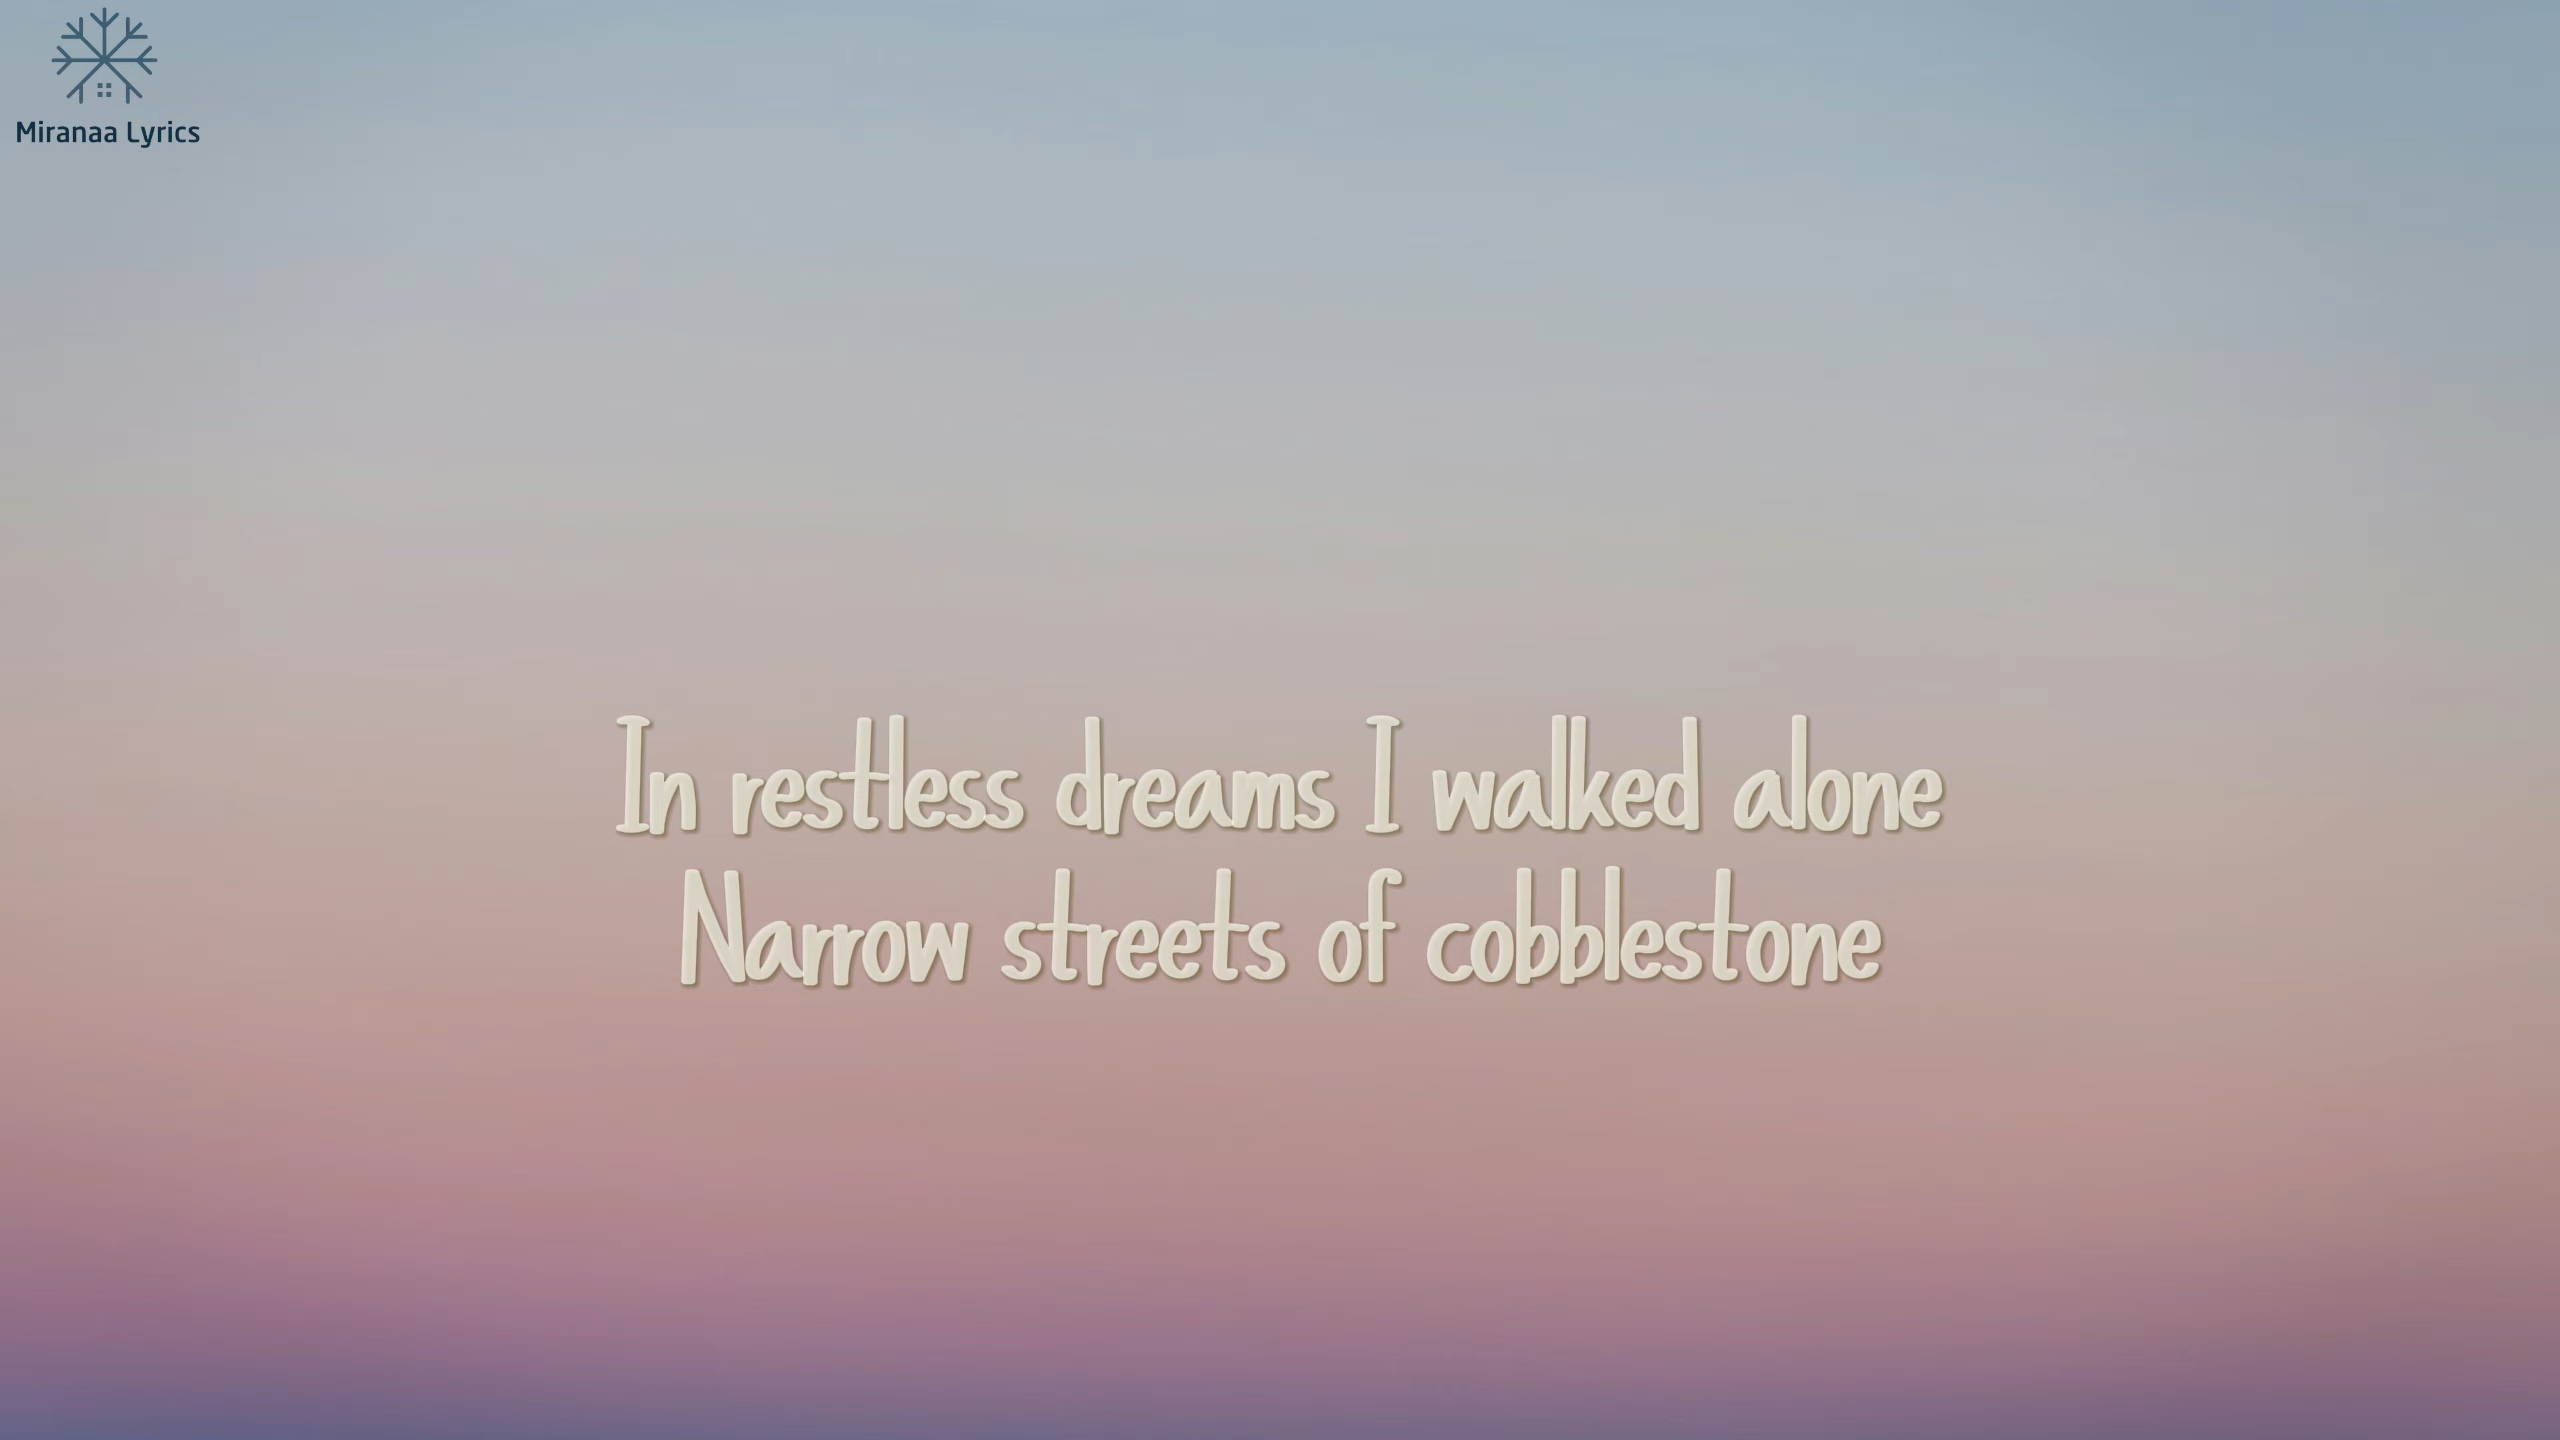 Miranaa Lyrics
In restless dreams I walked alone
Narrow streets of cobblestone